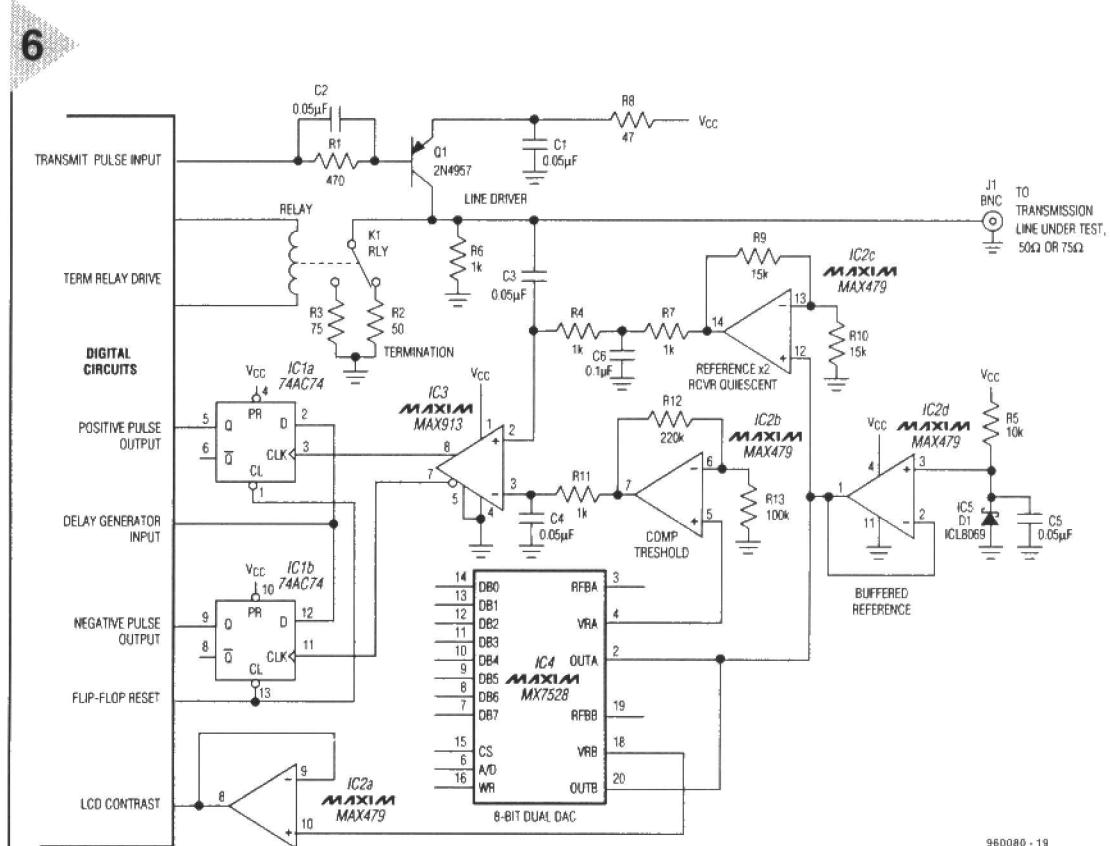 6
C2
0.05µF
R1
470
Q1
2N4957
C1
0.05µF
R8
47
VCC
TRANSMIT PULSE INPUT
LINE DRIVER
J1
BNC
TO
TRANSMISSION
LINE UNDER TEST,
50Ω OR 75Ω
RELAY
K1
RLY
R6
1k
C3
0.05µF
TERM RELAY DRIVE
R3
75
R2
50
TERMINATION
R4
1k
C6
0.1µF
R7
1k
R9
15k
IC2c
MAXIM
MAX479
13
14
12
R10
15k
REFERENCE x2
RCVR QUIESCENT
DIGITAL
CIRCUITS
IC1a
74AC74
VCC
4
PR
5
Q
D
2
6
Q
CLK
3
CL
1
POSITIVE PULSE
OUTPUT
IC3
MAXIM
MAX913
VCC
1
2
+
8
7
5
4
3
−
C4
0.05µF
R11
1k
R12
220k
IC2b
MAXIM
MAX479
6
7
5
R13
100k
COMP
TRESHOLD
IC2d
MAXIM
MAX479
VCC
4
3
1
11
2
BUFFERED
REFERENCE
VCC
R5
10k
IC5
D1
ICL8069
C5
0.05µF
DELAY GENERATOR
INPUT
IC1b
74AC74
VCC
10
PR
9
Q
D
12
8
Q
CLK
11
CL
13
NEGATIVE PULSE
OUTPUT
FLIP-FLOP RESET
14 DB0 RFBA 3
13 DB1
12 DB2 VRA 4
11 DB3
10 DB4 OUTA 2
9 DB5
8 DB6
7 DB7 RFBB 19
15 CS VRB 18
6 A/D
16 WR OUTB 20
IC4
MAXIM
MX7528
8-BIT DUAL DAC
LCD CONTRAST
8
9
10
IC2a
MAXIM
MAX479
960080 - 19